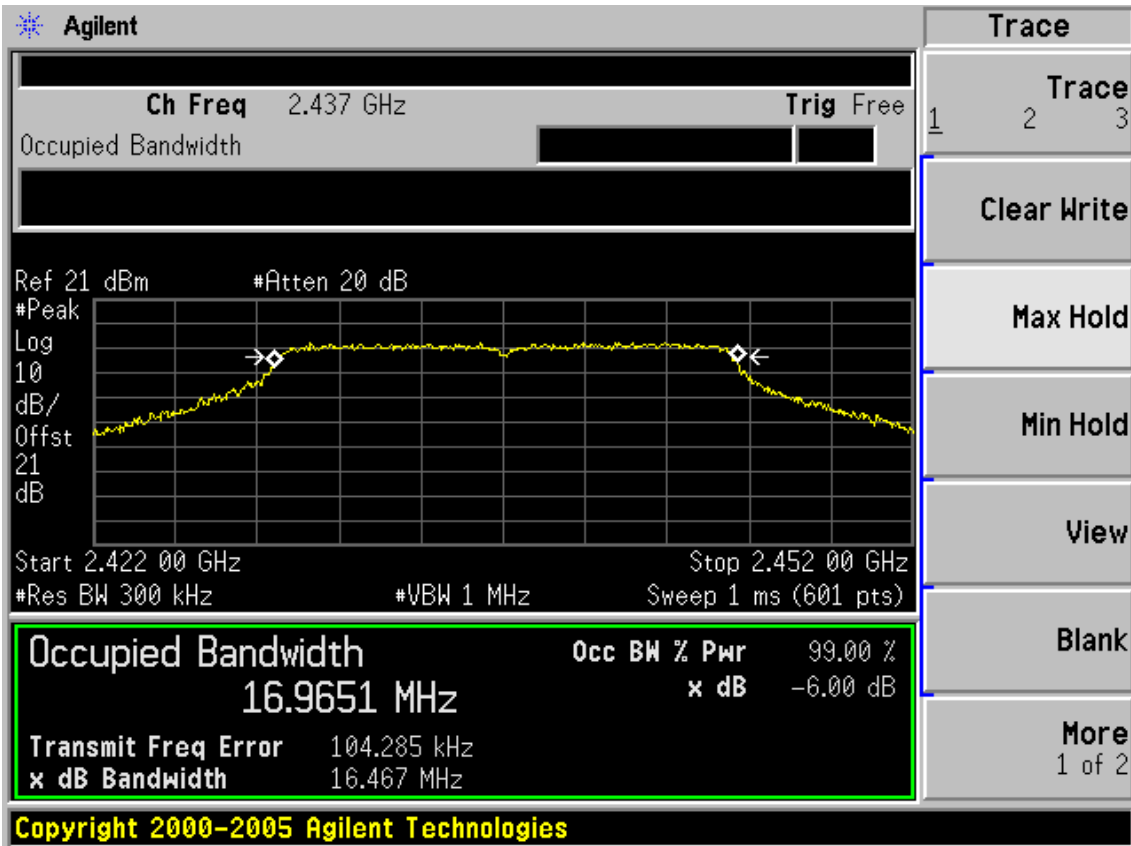 Agilent
Trace
Ch Freq 2.437 GHz Trig Free
Occupied Bandwidth
Trace
1 2 3
Clear Write
Max Hold
Min Hold
View
Blank
More
1 of 2
Ref 21 dBm #Atten 20 dB
#Peak
Log
10
dB/
Offst
21
dB
Start 2.422 00 GHz Stop 2.452 00 GHz
#Res BW 300 kHz #VBW 1 MHz Sweep 1 ms (601 pts)
Occupied Bandwidth Occ BW % Pwr 99.00 %
16.9651 MHz x dB -6.00 dB
Transmit Freq Error 104.285 kHz
x dB Bandwidth 16.467 MHz
Copyright 2000-2005 Agilent Technologies